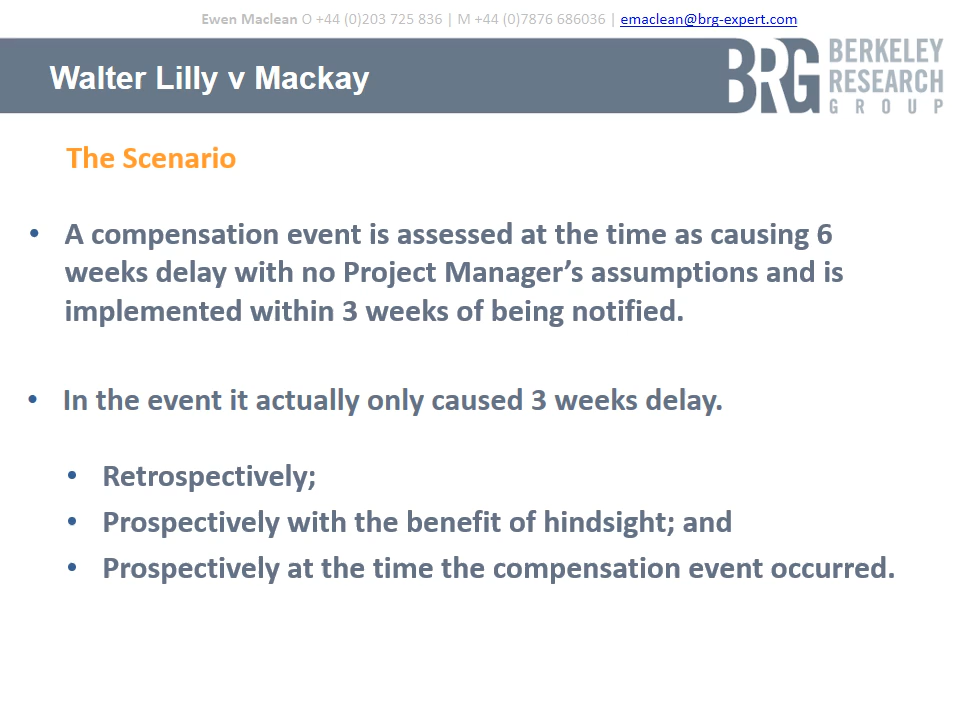 Ewen Maclean O +44 (0)203 725 836 | M +44 (0)7876 686036 | emaclean@brg-expert.com
Walter Lilly v Mackay
BRG BERKELEY
RESEARCH
GROUP
The Scenario
• A compensation event is assessed at the time as causing 6
weeks delay with no Project Manager’s assumptions and is
implemented within 3 weeks of being notified.
• In the event it actually only caused 3 weeks delay.
• Retrospectively;
• Prospectively with the benefit of hindsight; and
• Prospectively at the time the compensation event occurred.